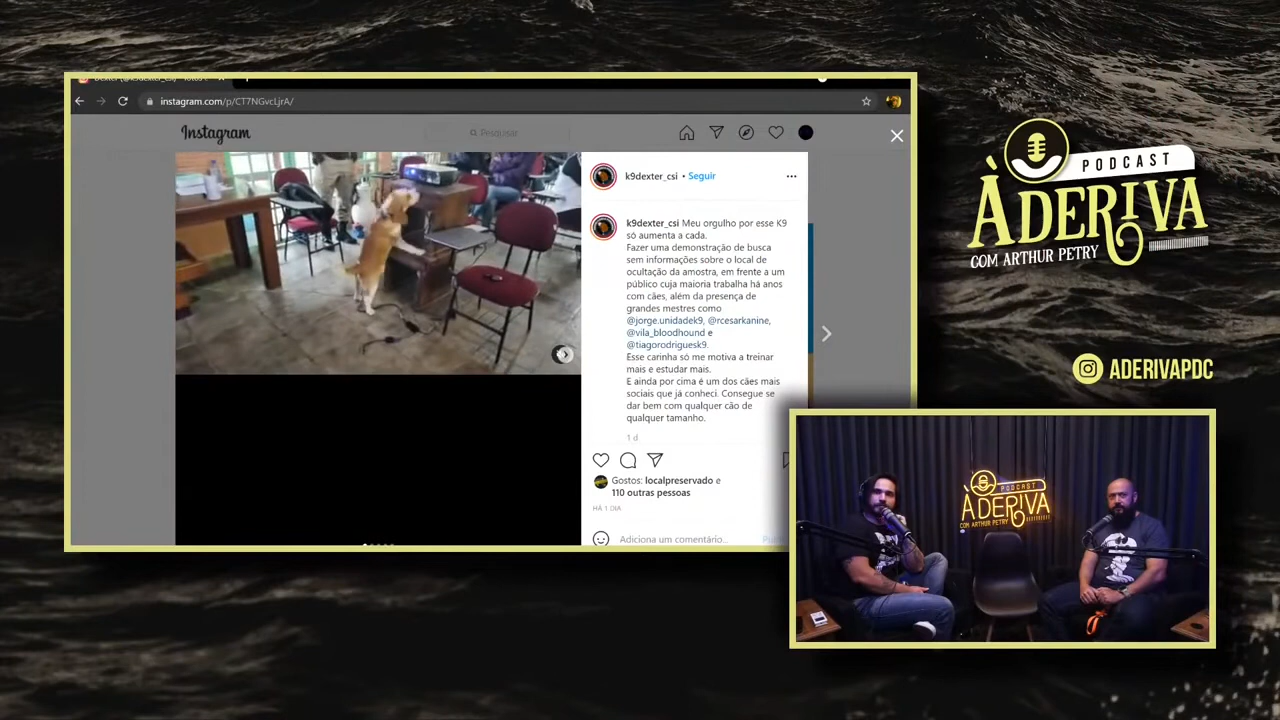 instagram.com/p/CT7NGvcLjrA/
Instagram
Pesquisar
k9dexter_csi • Seguir
k9dexter_csi Meu orgulho por esse K9
só aumenta a cada.
Fazer uma demonstração de busca
sem informações sobre o local de
ocultação da amostra, em frente a um
público cuja maioria trabalha há anos
com cães, além da presença de
grandes mestres como
@jorge.unidadek9, @rcesarkanine,
@vila_bloodhound e
@tiagorodriguesk9.
Esse carinha só me motiva a treinar
mais e estudar mais.
E ainda por cima é um dos cães mais
sociais que já conheci. Consegue se
dar bem com qualquer cão de
qualquer tamanho.
1 d
Gostos: localpreservado e
110 outras pessoas
HÁ 1 DIA
Adiciona um comentário...
PODCAST
À DERIVA
COM ARTHUR PETRY
ADERIVAPDC
PODCAST
À DERIVA
COM ARTHUR PETRY